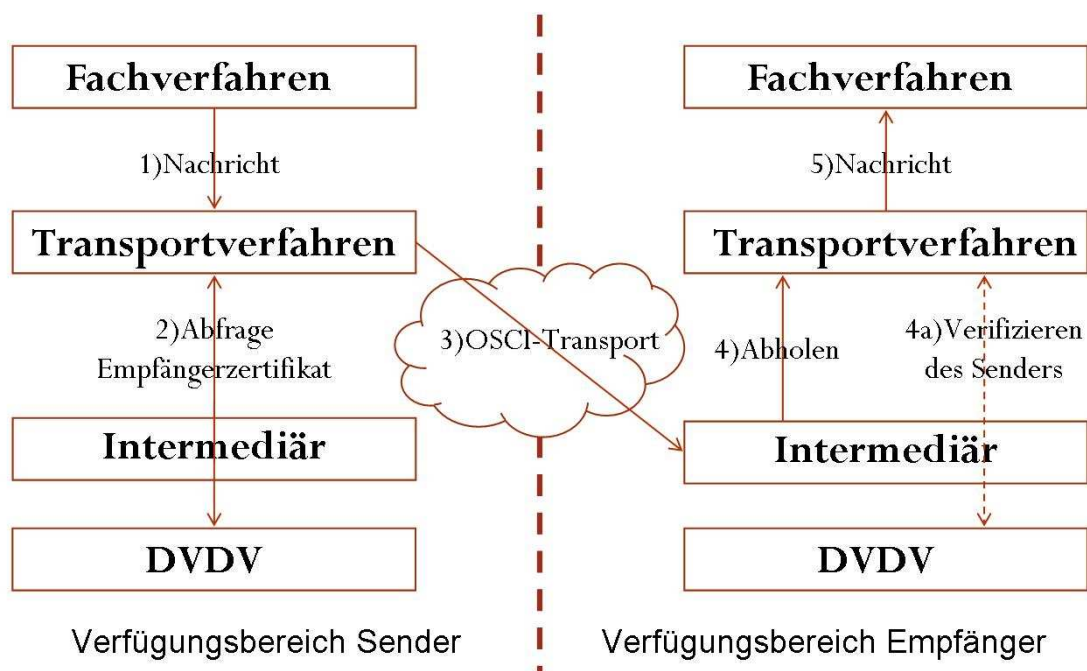 Fachverfahren
1)Nachricht
Transportverfahren
2)Abfrage
Empfängerzertifikat
Intermediär
DVDV
Verfügungsbereich Sender
3)OSCI-Transport
Fachverfahren
5)Nachricht
Transportverfahren
4)Abholen
4a)Verifizieren
des Senders
Intermediär
DVDV
Verfügungsbereich Empfänger